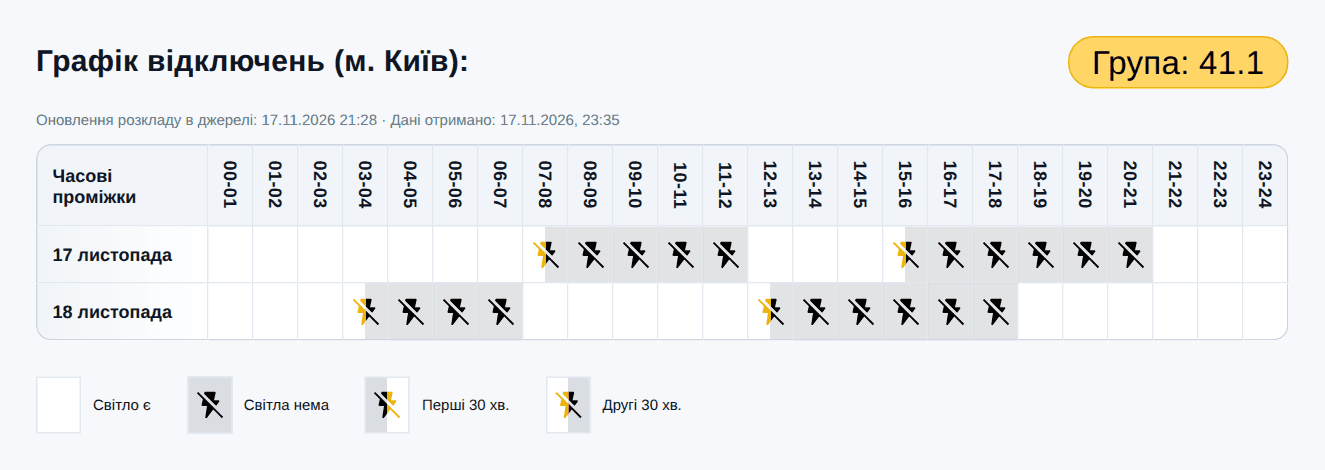 Графік відключень (м. Київ):
Група: 41.1
Оновлення розкладу в джерелі: 17.11.2026 21:28 · Дані отримано: 17.11.2026, 23:35
Часові
проміжки
00-01
01-02
02-03
03-04
04-05
05-06
06-07
07-08
08-09
09-10
10-11
11-12
12-13
13-14
14-15
15-16
16-17
17-18
18-19
19-20
20-21
21-22
22-23
23-24
17 листопада
18 листопада
Світло є
Світла нема
Перші 30 хв.
Другі 30 хв.